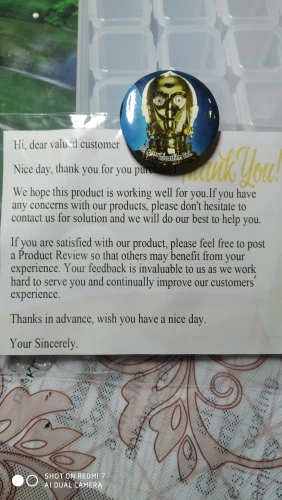 Hi, dear valued customer
Nice day, thank you for you
Thank You!
We hope this product is working well for you.If you have
any concerns with our products, please don't hesitate to
contact us for solution and we will do our best to help you.
If you are satisfied with our product, please feel free to post
a Product Review so that others may benefit from your
experience. Your feedback is invaluable to us as we work
hard to serve you and continually improve our customers'
experience.
Thanks in advance, wish you have a nice day.
Your Sincerely.
SHOT ON REDMI 7
AI DUAL CAMERA